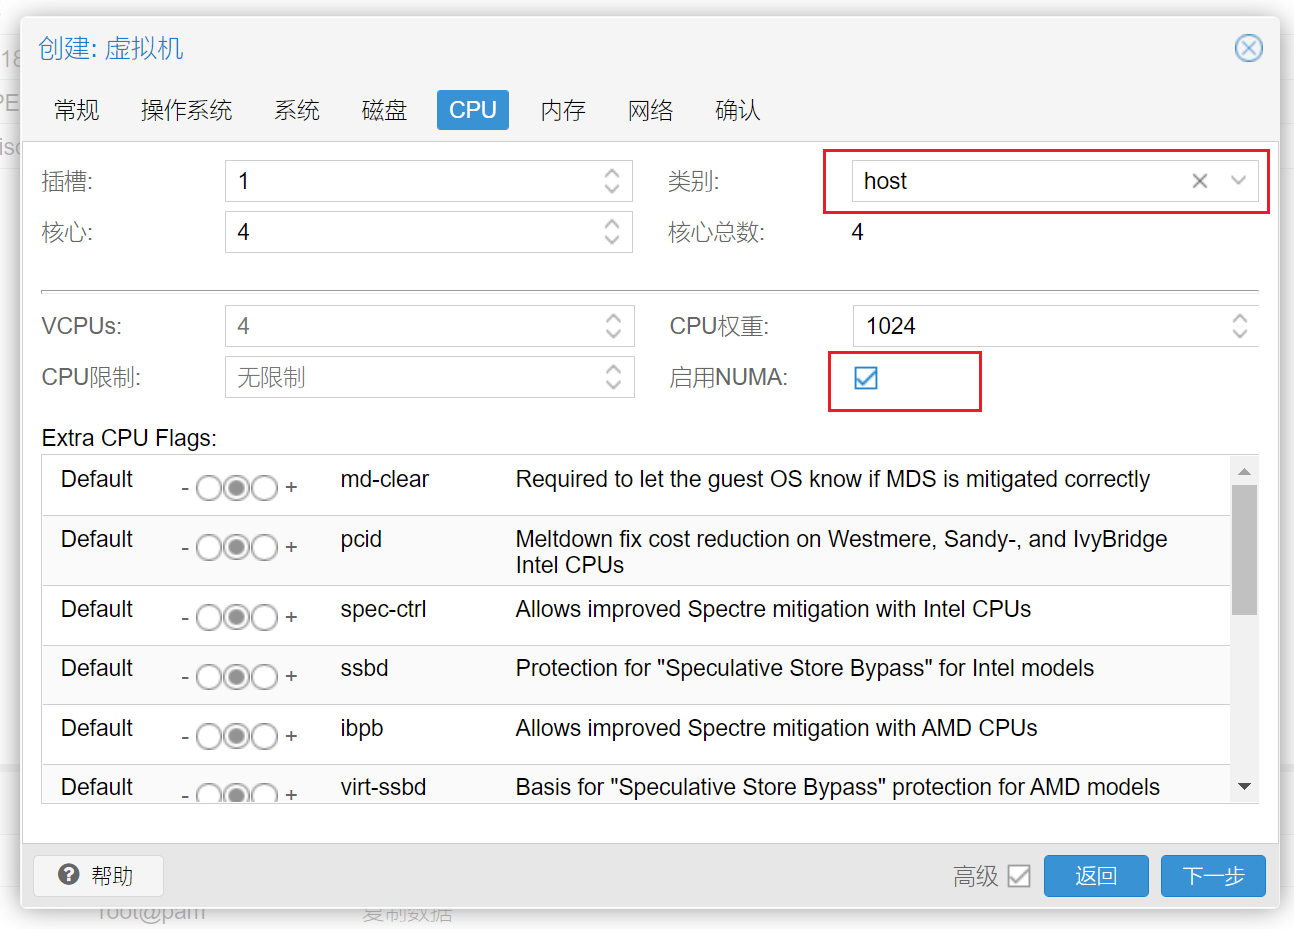 创建: 虚拟机
常规 操作系统 系统 磁盘 CPU 内存 网络 确认
插槽: 1 类别: host
核心: 4 核心总数: 4
VCPUs: 4 CPU权重: 1024
CPU限制: 无限制 启用NUMA:
Extra CPU Flags:
Default - + md-clear Required to let the guest OS know if MDS is mitigated correctly
Default - + pcid Meltdown fix cost reduction on Westmere, Sandy-, and IvyBridge
Intel CPUs
Default - + spec-ctrl Allows improved Spectre mitigation with Intel CPUs
Default - + ssbd Protection for "Speculative Store Bypass" for Intel models
Default - + ibpb Allows improved Spectre mitigation with AMD CPUs
Default - + virt-ssbd Basis for "Speculative Store Bypass" protection for AMD models
? 帮助 高级 返回 下一步
root@pam 复制数据